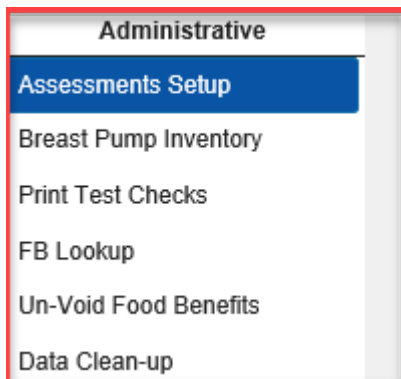 Administrative
Assessments Setup
Breast Pump Inventory
Print Test Checks
FB Lookup
Un-Void Food Benefits
Data Clean-up